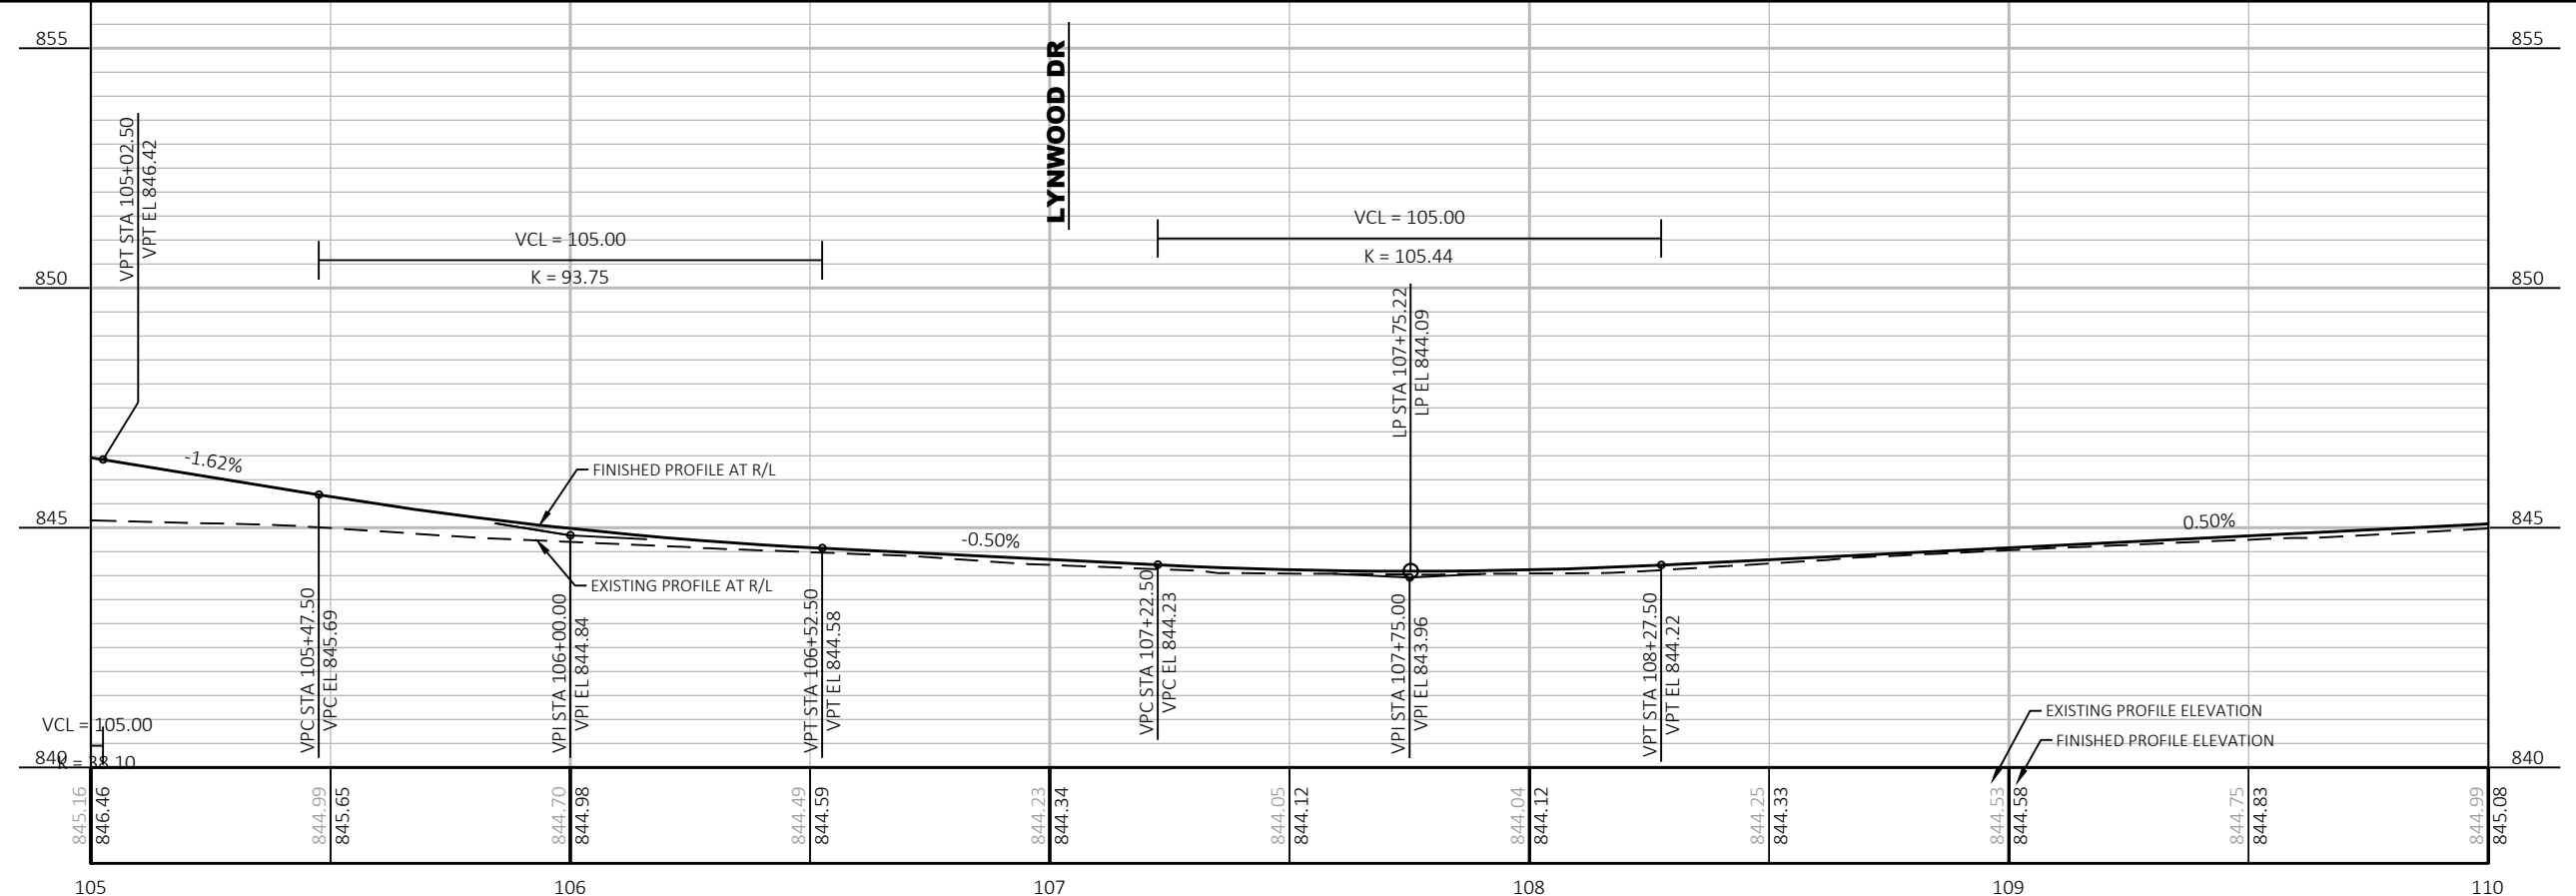 855
855
LYNWOOD DR
VPT STA 105+02.50
VPT EL 846.42
VCL = 105.00
K = 93.75
VCL = 105.00
K = 105.44
850
850
LP STA 107+75.22
LP EL 844.09
-1.62%
FINISHED PROFILE AT R/L
845
845
-0.50%
0.50%
EXISTING PROFILE AT R/L
VPC STA 105+47.50
VPC EL 845.69
VPI STA 106+00.00
VPI EL 844.84
VPT STA 106+52.50
VPT EL 844.58
VPC STA 107+22.50
VPC EL 844.23
VPI STA 107+75.00
VPI EL 843.96
VPT STA 108+27.50
VPT EL 844.22
EXISTING PROFILE ELEVATION
FINISHED PROFILE ELEVATION
VCL = 105.00
840
K = 38.10
840
845.16
846.46
844.99
845.65
844.70
844.98
844.49
844.59
844.23
844.34
844.05
844.12
844.04
844.12
844.25
844.33
844.53
844.58
844.75
844.83
844.99
845.08
105
106
107
108
109
110